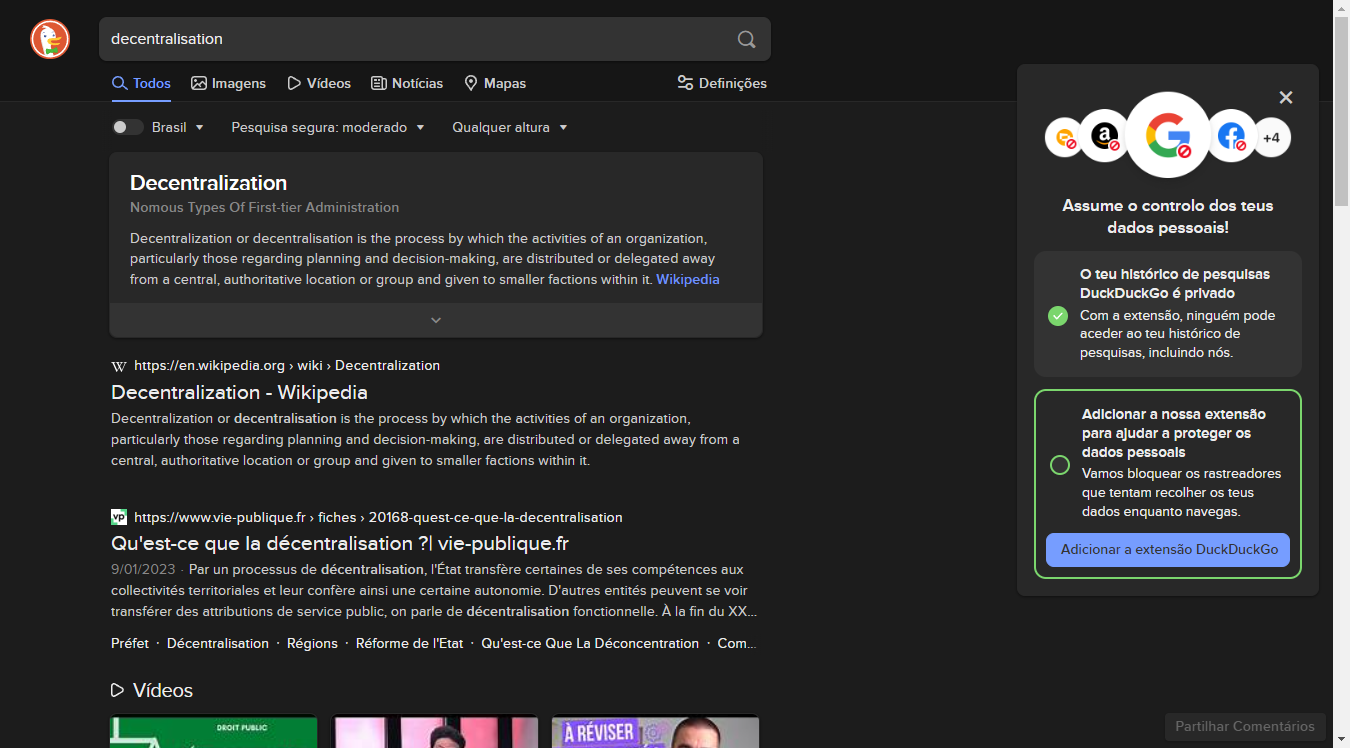 decentralisation
Todos
Imagens
Vídeos
Notícias
Mapas
Definições
Brasil
Pesquisa segura: moderado
Qualquer altura
Decentralization
Nomous Types Of First-tier Administration
Decentralization or decentralisation is the process by which the activities of an organization,
particularly those regarding planning and decision-making, are distributed or delegated away
from a central, authoritative location or group and given to smaller factions within it. Wikipedia
W https://en.wikipedia.org › wiki › Decentralization
Decentralization - Wikipedia
Decentralization or decentralisation is the process by which the activities of an organization,
particularly those regarding planning and decision-making, are distributed or delegated away from a
central, authoritative location or group and given to smaller factions within it.
vp https://www.vie-publique.fr › fiches › 20168-quest-ce-que-la-decentralisation
Qu'est-ce que la décentralisation ?| vie-publique.fr
9/01/2023 · Par un processus de décentralisation, l'État transfère certaines de ses compétences aux
collectivités territoriales et leur confère ainsi une certaine autonomie. D'autres entités peuvent se voir
transférer des attributions de service public, on parle de décentralisation fonctionnelle. À la fin du XX...
Préfet · Décentralisation · Régions · Réforme de l'Etat · Qu'est-ce Que La Déconcentration · Com...
Vídeos
DROIT PUBLIC
À RÉVISER
a
G
f
+4
Assume o controlo dos teus
dados pessoais!
O teu histórico de pesquisas
DuckDuckGo é privado
Com a extensão, ninguém pode
aceder ao teu histórico de
pesquisas, incluindo nós.
Adicionar a nossa extensão
para ajudar a proteger os
dados pessoais
Vamos bloquear os rastreadores
que tentam recolher os teus
dados enquanto navegas.
Adicionar a extensão DuckDuckGo
Partilhar Comentários